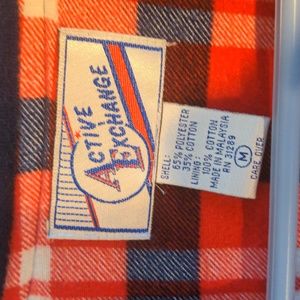 ACTIVE
EXCHANGE
SHELL:
65% POLYESTER
35% COTTON
LINING:
100% COTTON
MADE IN MALAYSIA
RN 31289
M
CARE OVER